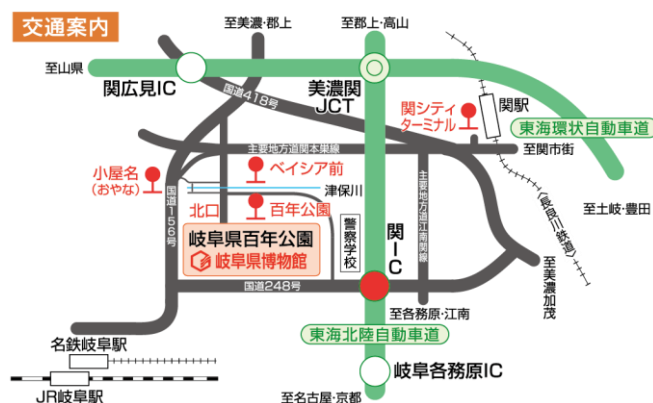 交通案内
至美濃・郡上
至郡上・高山
至山県
関広見IC
美濃関
JCT
国道418号
関シティ
ターミナル
関駅
東海環状自動車道
主要地方道関本巣線
至関市街
小屋名
(おやな)
ベイシア前
津保川
国道156号
北口
百年公園
主要地方道江南関線
至土岐・豊田
〈長良川鉄道〉
岐阜県百年公園
岐阜県博物館
警察学校
関IC
国道248号
至美濃加茂
至各務原・江南
東海北陸自動車道
名鉄岐阜駅
岐阜各務原IC
JR岐阜駅
至名古屋・京都